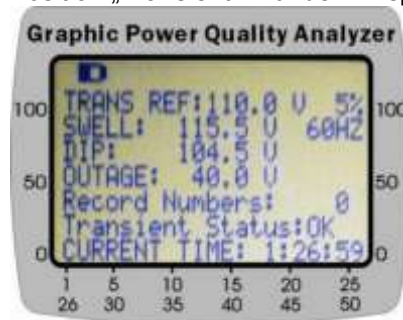 Graphic Power Quality Analyzer
TRANS REF:110.0 V 5%
SWELL: 115.5 V 60HZ
DIP: 104.5 V
OUTAGE: 40.0 V
Record Numbers: 0
Transient Status:OK
CURRENT TIME: 1:26:59
100 100
50 50
0 0
1 5 10 15 20 25
26 30 35 40 45 50